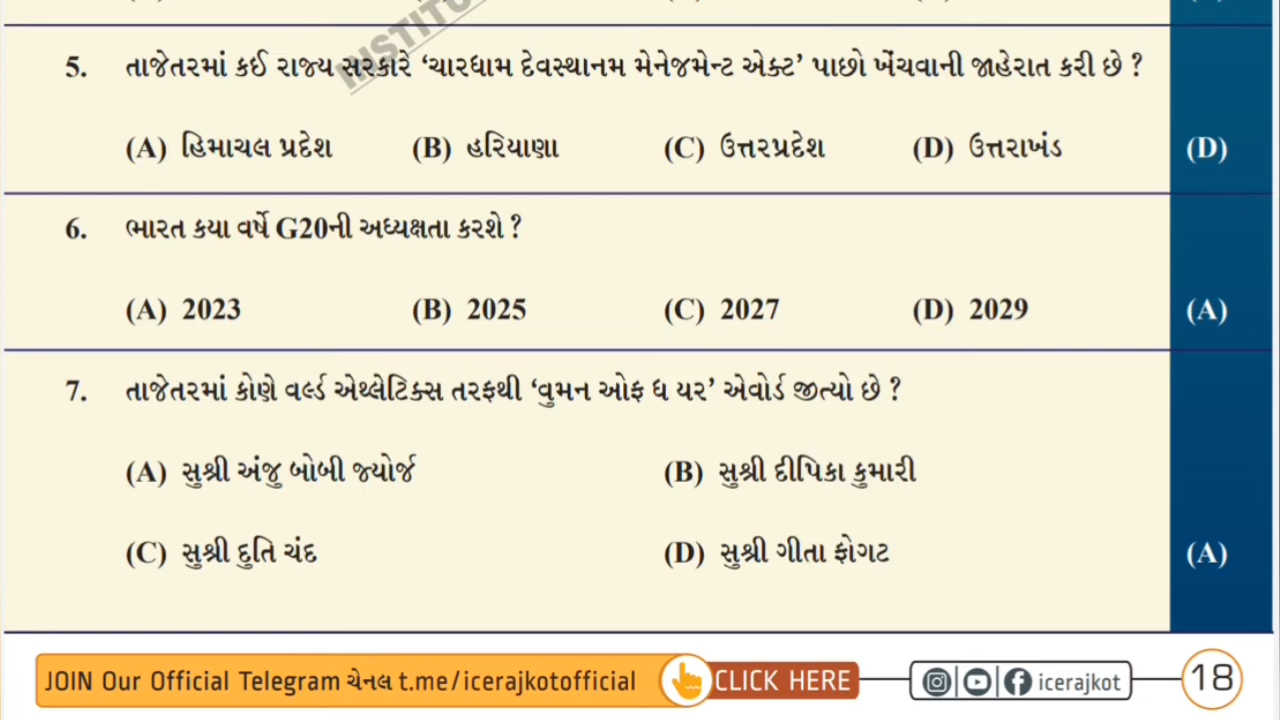 INSTITU
5. તાજેતરમાં કઈ રાજ્ય સરકારે ‘ચારધામ દેવસ્થાનમ મેનેજમેન્ટ એક્ટ’ પાછો ખેંચવાની જાહેરાત કરી છે ?
(A) હિમાચલ પ્રદેશ (B) હરિયાણા (C) ઉત્તરપ્રદેશ (D) ઉત્તરાખંડ (D)
6. ભારત કયા વર્ષે G20ની અધ્યક્ષતા કરશે ?
(A) 2023 (B) 2025 (C) 2027 (D) 2029 (A)
7. તાજેતરમાં કોણે વર્લ્ડ એથ્લેટિક્સ તરફથી ‘વુમન ઓફ ધ યર’ એવોર્ડ જીત્યો છે ?
(A) સુશ્રી અંજુ બોબી જ્યોર્જ (B) સુશ્રી દીપિકા કુમારી
(C) સુશ્રી દુતિ ચંદ (D) સુશ્રી ગીતા ફોગટ (A)
JOIN Our Official Telegram ચેનલ t.me/icerajkotofficial CLICK HERE icerajkot 18